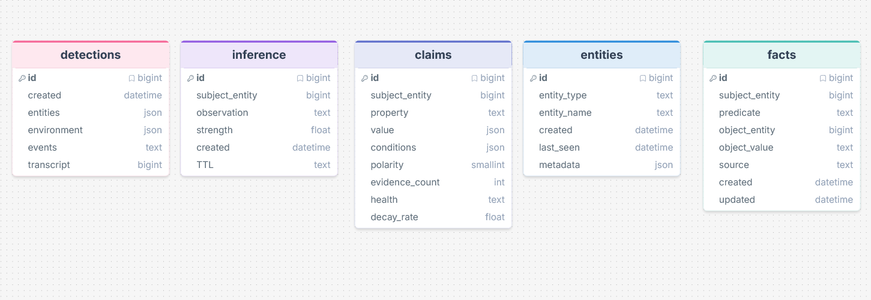 detections
id bigint
created datetime
entities json
environment json
events text
transcript bigint
inference
id bigint
subject_entity bigint
observation text
strength float
created datetime
TTL text
claims
id bigint
subject_entity bigint
property text
value json
conditions json
polarity smallint
evidence_count int
health text
decay_rate float
entities
id bigint
entity_type text
entity_name text
created datetime
last_seen datetime
metadata json
facts
id bigint
subject_entity bigint
predicate text
object_entity bigint
object_value text
source text
created datetime
updated datetime